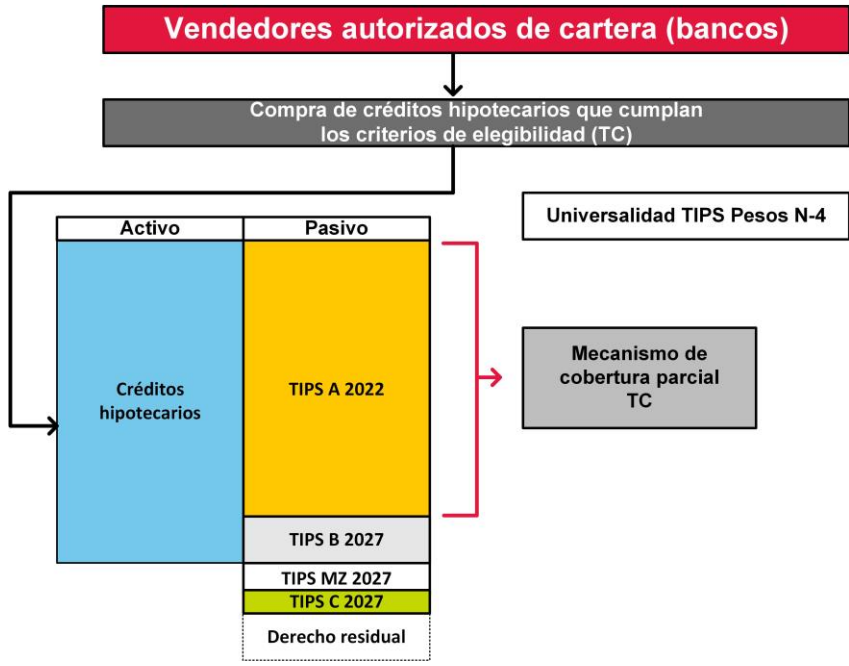 Vendedores autorizados de cartera (bancos)
Compra de créditos hipotecarios que cumplan
los criterios de elegibilidad (TC)
Universalidad TIPS Pesos N-4
Activo
Pasivo
Créditos
hipotecarios
TIPS A 2022
Mecanismo de
cobertura parcial
TC
TIPS B 2027
TIPS MZ 2027
TIPS C 2027
Derecho residual